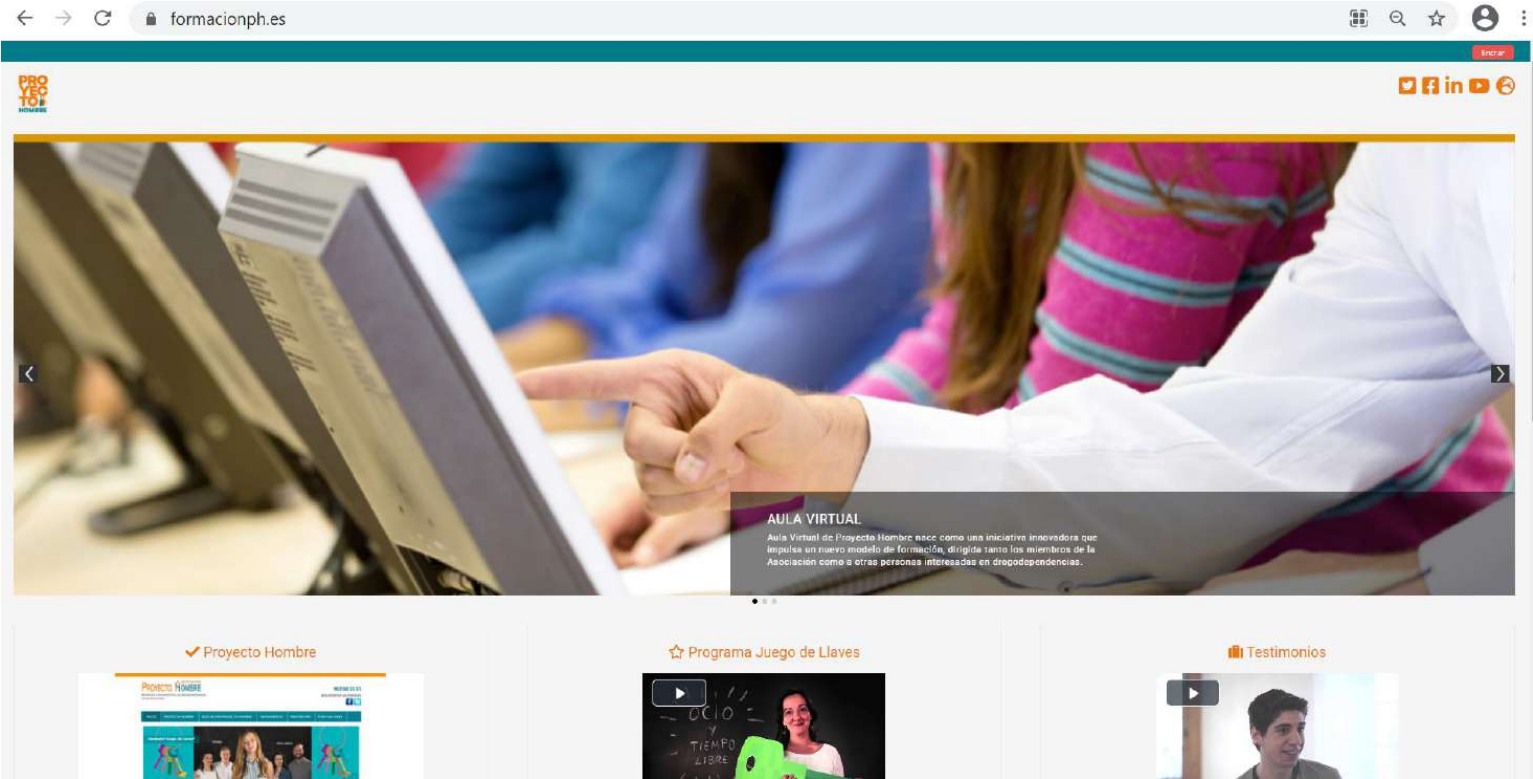 formacionph.es
Entrar
PRO
YEC
TO
HOMBRE
AULA VIRTUAL
Aula Virtual de Proyecto Hombre nace como una iniciativa innovadora que
impulsa un nuevo modelo de formación, dirigida tanto los miembros de la
Asociación como a otras personas interesadas en drogodependencias.
Proyecto Hombre
Programa Juego de Llaves
Testimonios
PROYECTO HOMBRE
OCIO
Y
TIEMPO
LIBRE